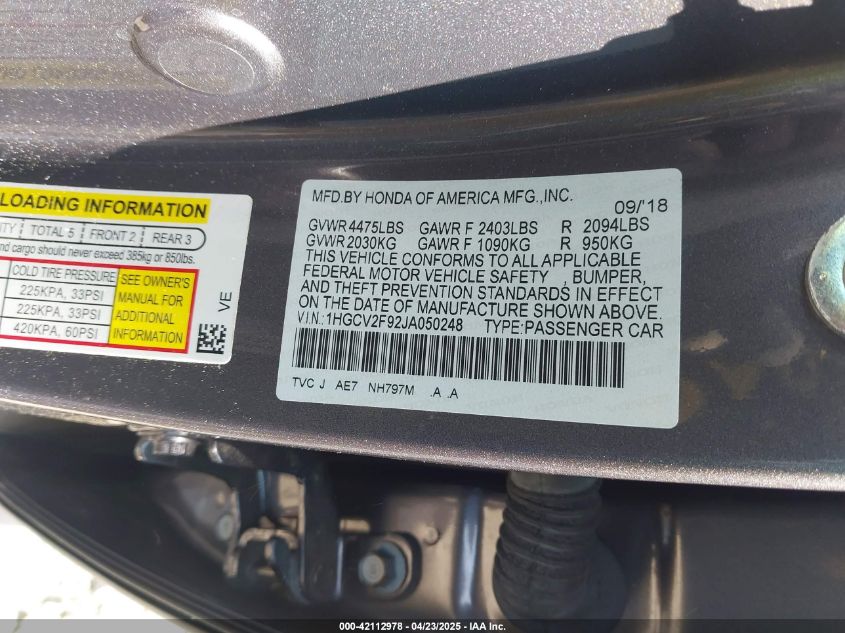 LOADING INFORMATION
TOTAL 5 FRONT 2 REAR 3
and cargo should never exceed 385kg or 850lbs.
COLD TIRE PRESSURE
225KPA, 33PSI
225KPA, 33PSI
420KPA, 60PSI
SEE OWNER'S
MANUAL FOR
ADDITIONAL
INFORMATION
VE
MFD.BY HONDA OF AMERICA MFG.,INC.
09/'18
GVWR 4475LBS GAWR F 2403LBS R 2094LBS
GVWR 2030KG GAWR F 1090KG R 950KG
THIS VEHICLE CONFORMS TO ALL APPLICABLE
FEDERAL MOTOR VEHICLE SAFETY , BUMPER,
AND THEFT PREVENTION STANDARDS IN EFFECT
ON THE DATE OF MANUFACTURE SHOWN ABOVE.
V.I.N.:1HGCV2F92JA050248 TYPE:PASSENGER CAR
TVC J AE7 NH797M .A .A
000-42112978 - 04/23/2025 - IAA Inc.